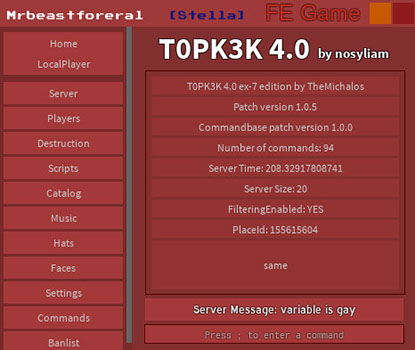 Mrbeastforeral [Stella] FE Game
Home
LocalPlayer
Server
Players
Destruction
Scripts
Catalog
Music
Hats
Faces
Settings
Commands
Banlist
T0PK3K 4.0 by nosyliam
T0PK3K 4.0 ex-7 edition by TheMichalos
Patch version 1.0.5
Commandbase patch version 1.0.0
Number of commands: 94
Server Time: 208.32917808741
Server Size: 20
FilteringEnabled: YES
PlaceId: 155615604
same
Server Message: variable is gay
Press ; to enter a command